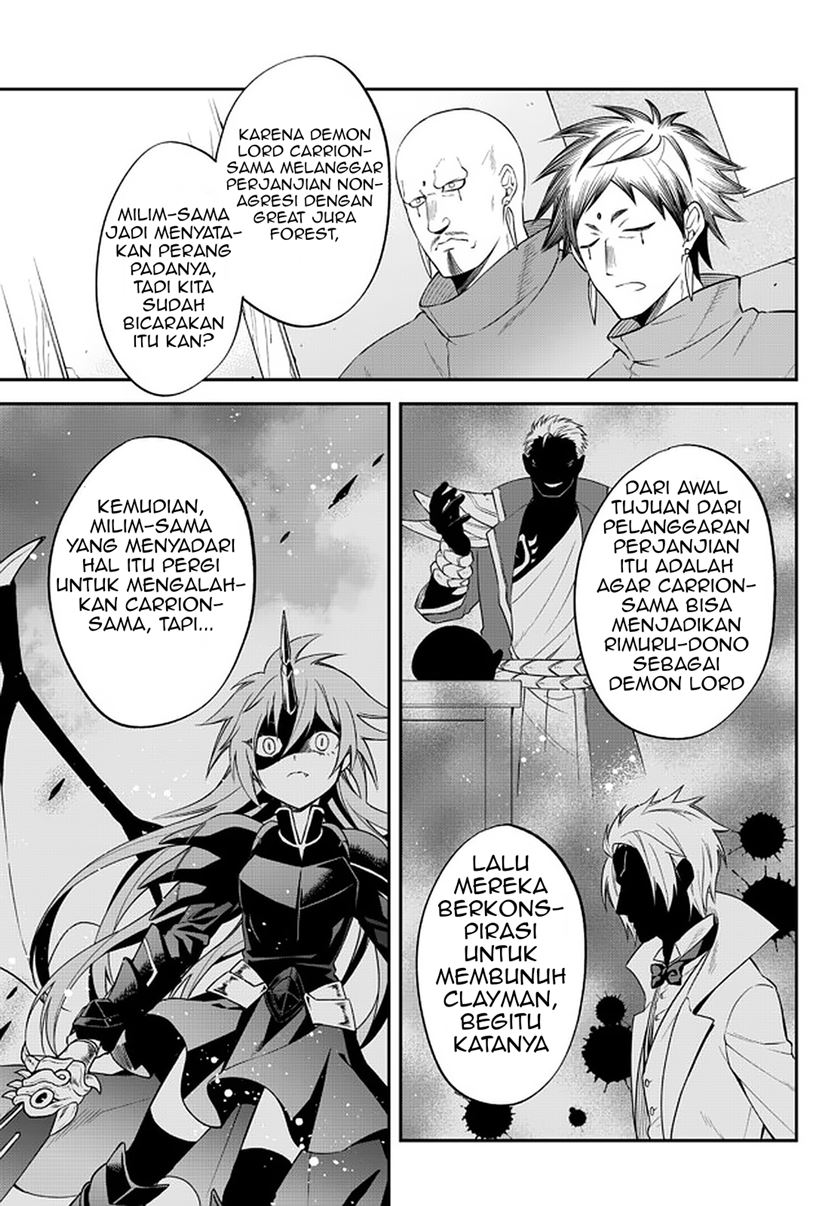 KARENA DEMON
LORD CARRION-
SAMA MELANGGAR
PERJANJIAN NON-
AGRESI DENGAN
GREAT JURA
FOREST,
MILIM-SAMA
JADI MENYATA-
KAN PERANG
PADANYA,
TADI KITA
SUDAH
BICARAKAN
ITU KAN?
DARI AWAL
TUJUAN DARI
PELANGGARAN
PERJANJIAN
ITU ADALAH
AGAR CARRION-
SAMA BISA
MENJADIKAN
RIMURU-DONO
SEBAGAI
DEMON LORD
LALU
MEREKA
BERKONS-
PIRASI
UNTUK
MEMBUNUH
CLAYMAN,
BEGITU
KATANYA
KEMUDIAN,
MILIM-SAMA
YANG MENYADARI
HAL ITU PERGI
UNTUK MENGALAH-
KAN CARRION-
SAMA, TAPI...